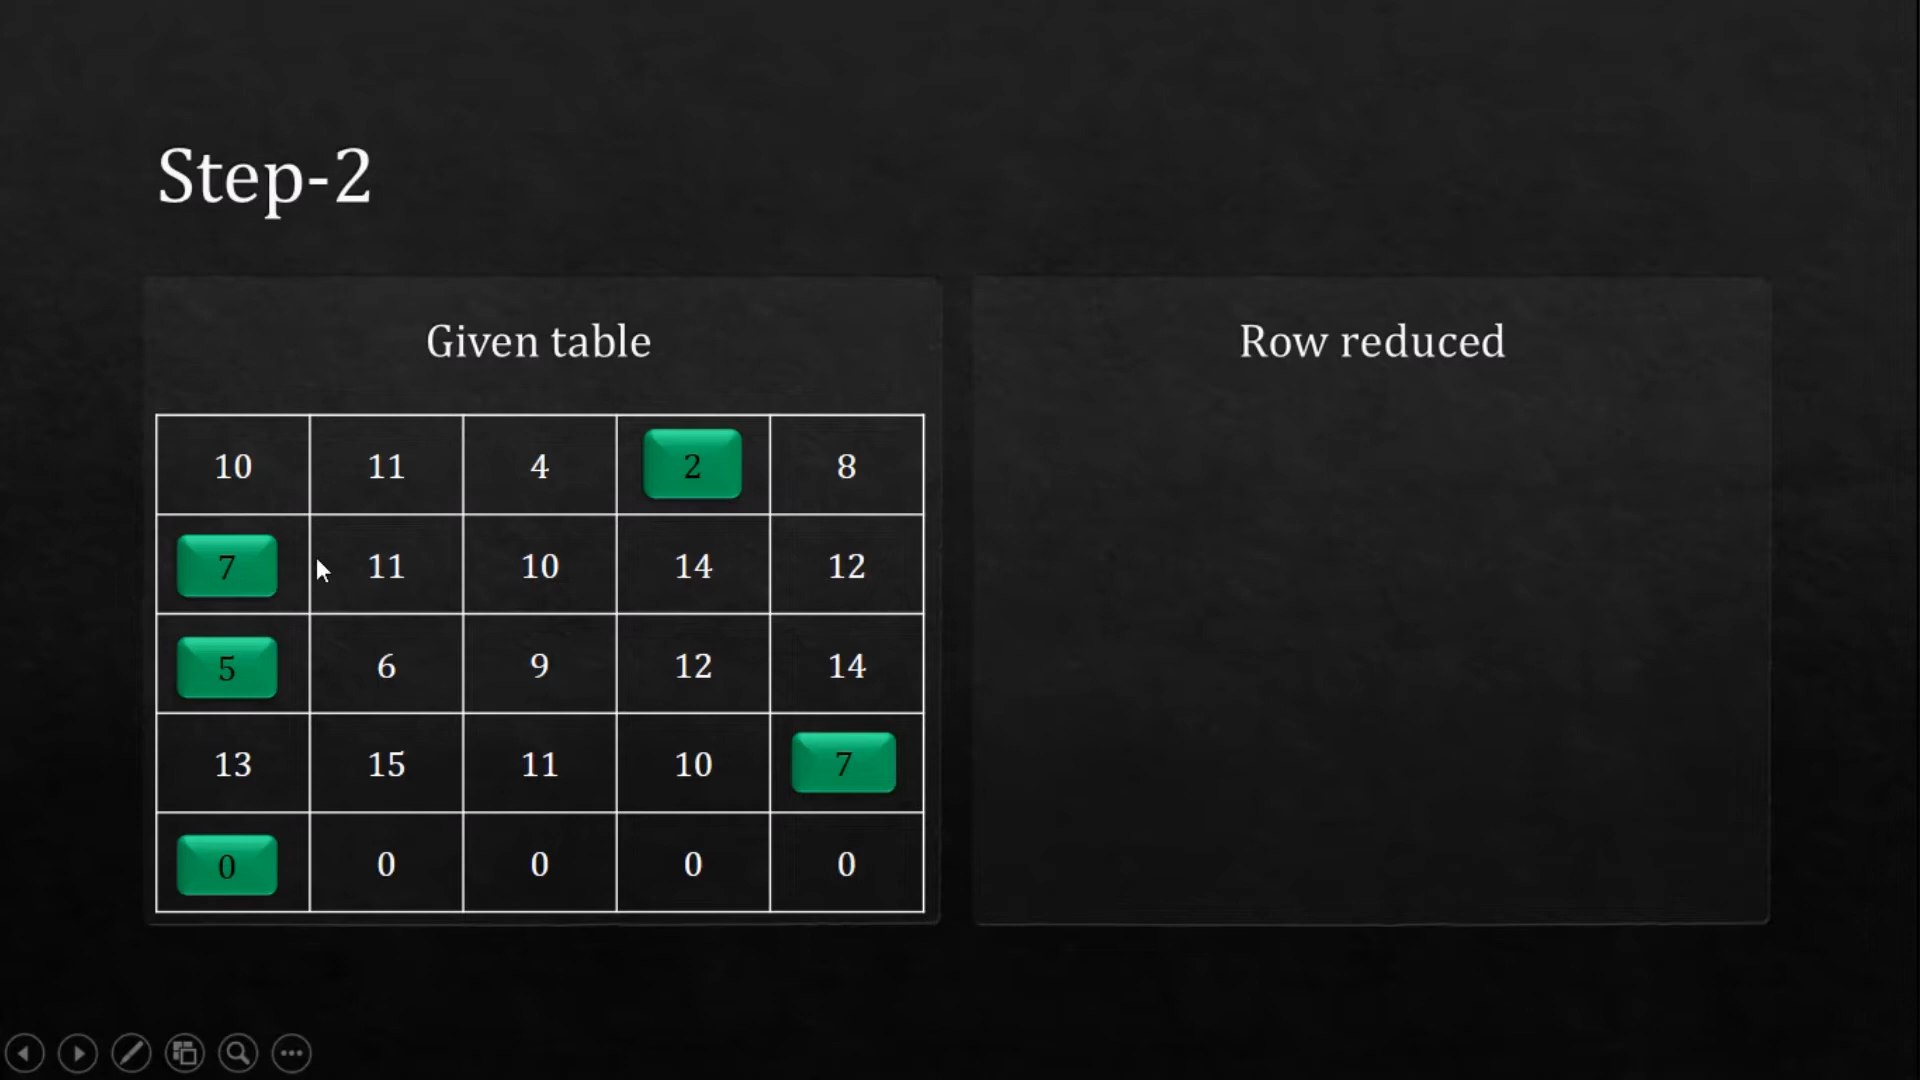 Step-2
Given table
10 11 4 2 8
7 11 10 14 12
5 6 9 12 14
13 15 11 10 7
0 0 0 0 0
Row reduced